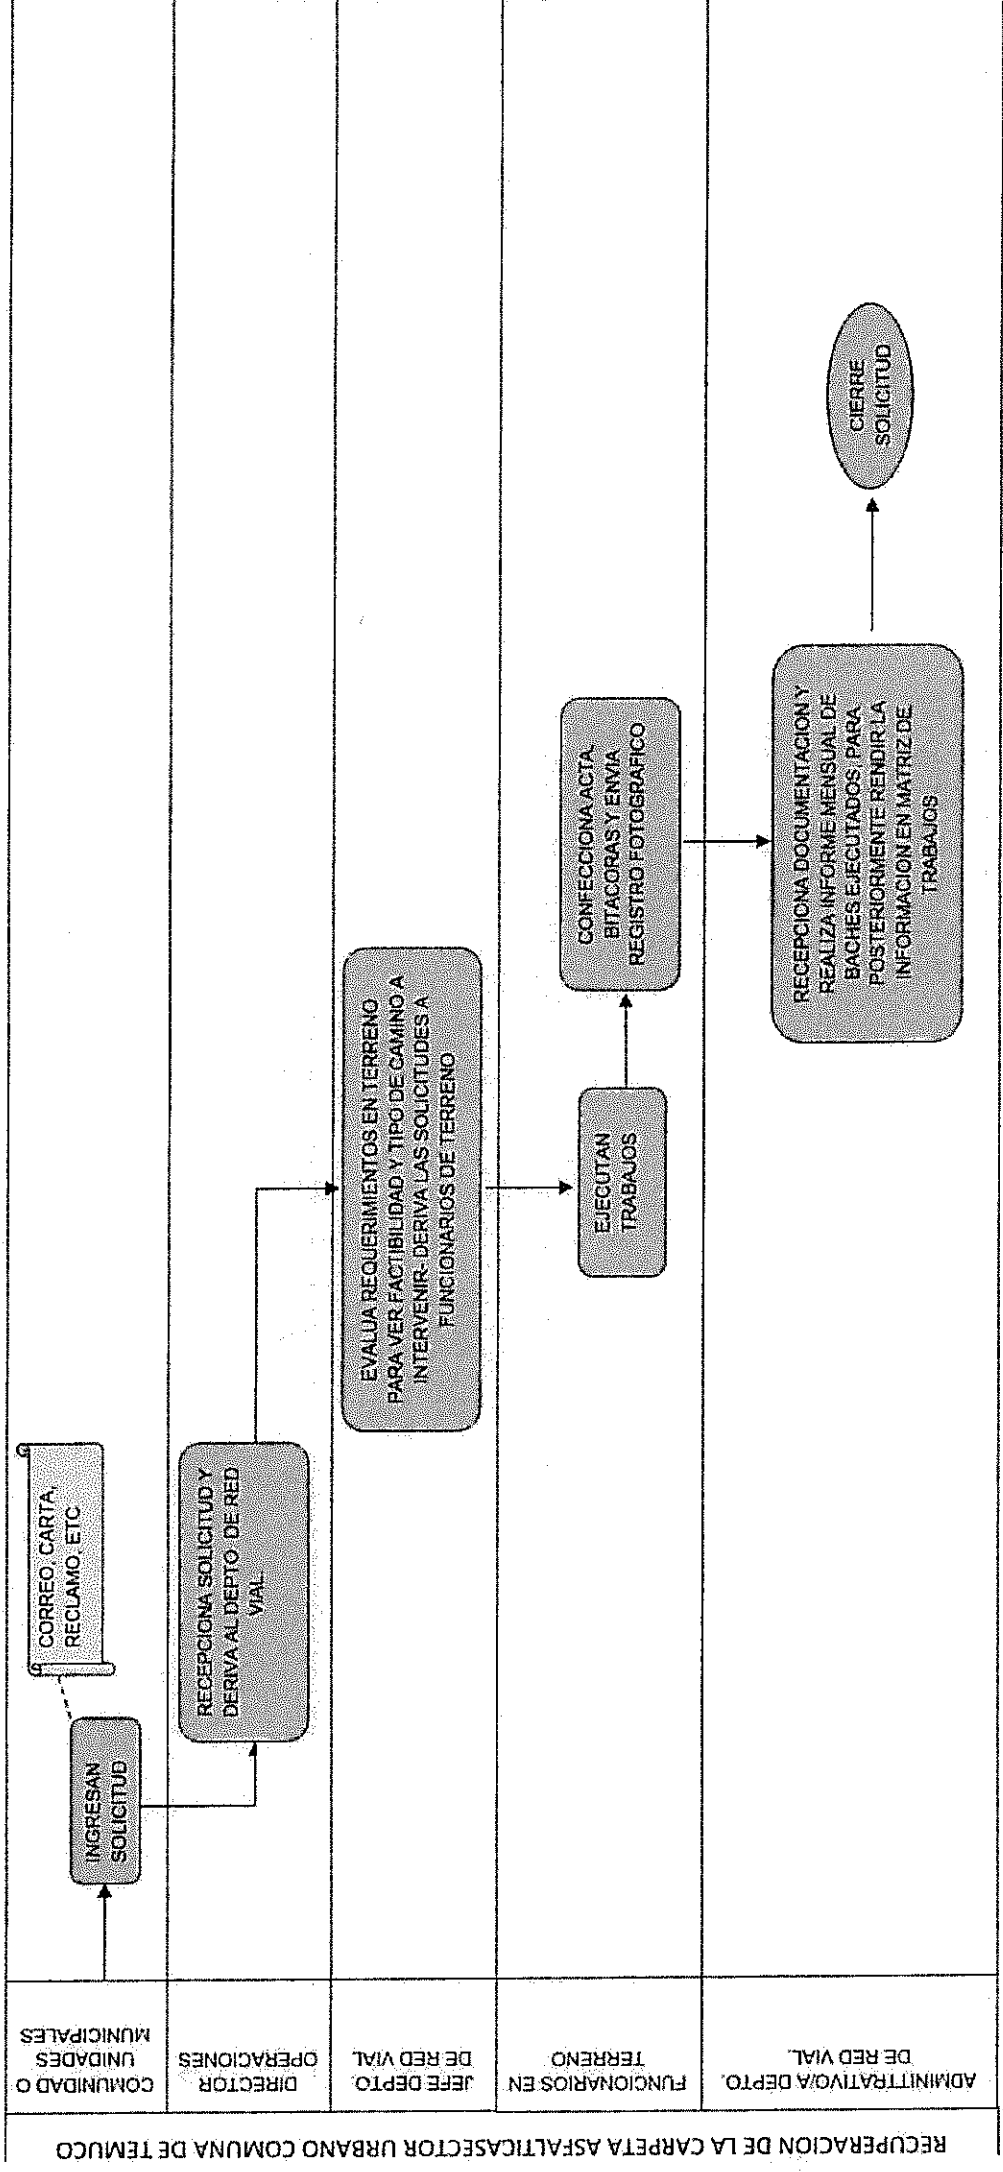 RECUPERACION DE LA CARPETA ASFALTICASECTOR URBANO COMUNA DE TEMUCO
COMUNIDAD O
UNIDADES
MUNICIPALES
INGRESAN
SOLICITUD
CORREO, CARTA,
RECLAMO, ETC
DIRECTOR
OPERACIONES
RECEPCIONA SOLICITUD Y
DERIVA AL DEPTO DE RED
VIAL
JEFE DEPTO.
DE RED VIAL
EVALUA REQUERIMIENTOS EN TERRENO
PARA VER FACTIBILIDAD Y TIPO DE CAMINO A
INTERVENIR- DERIVA LAS SOLICITUDES A
FUNCIONARIOS DE TERRENO
FUNCIONARIOS EN
TERRENO
EJECUTAN
TRABAJOS
CONFECCIONA ACTA,
BITACORAS Y ENVIA
REGISTRO FOTOGRAFICO
ADMINITTRATIVO/A DEPTO.
DE RED VIAL.
RECEPCIONA DOCUMENTACION Y
REALIZA INFORME MENSUAL DE
BACHES EJECUTADOS, PARA
POSTERIORMENTE RENDIR LA
INFORMACION EN MATRIZ DE
TRABAJOS
CIERRE
SOLICITUD